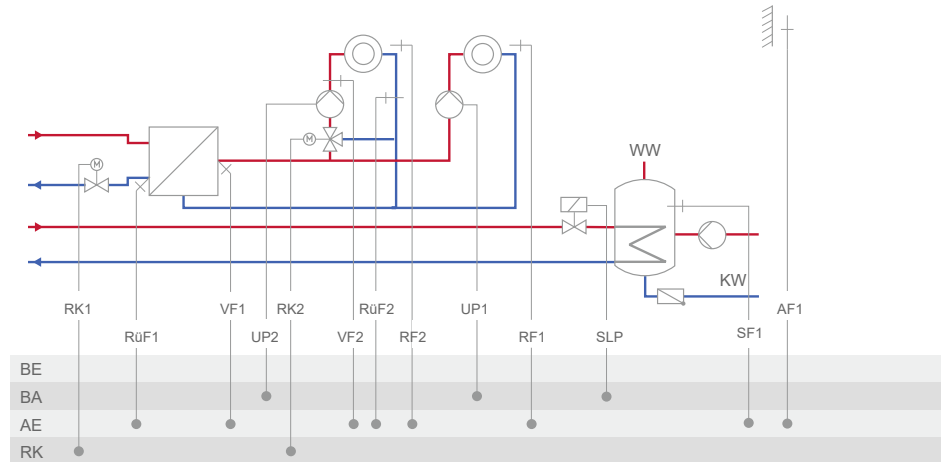 M
WW
M
KW
RK1 VF1 RK2 RüF2 UP1 AF1
RüF1 UP2 VF2 RF2 RF1 SLP SF1
BE
BA
AE
RK